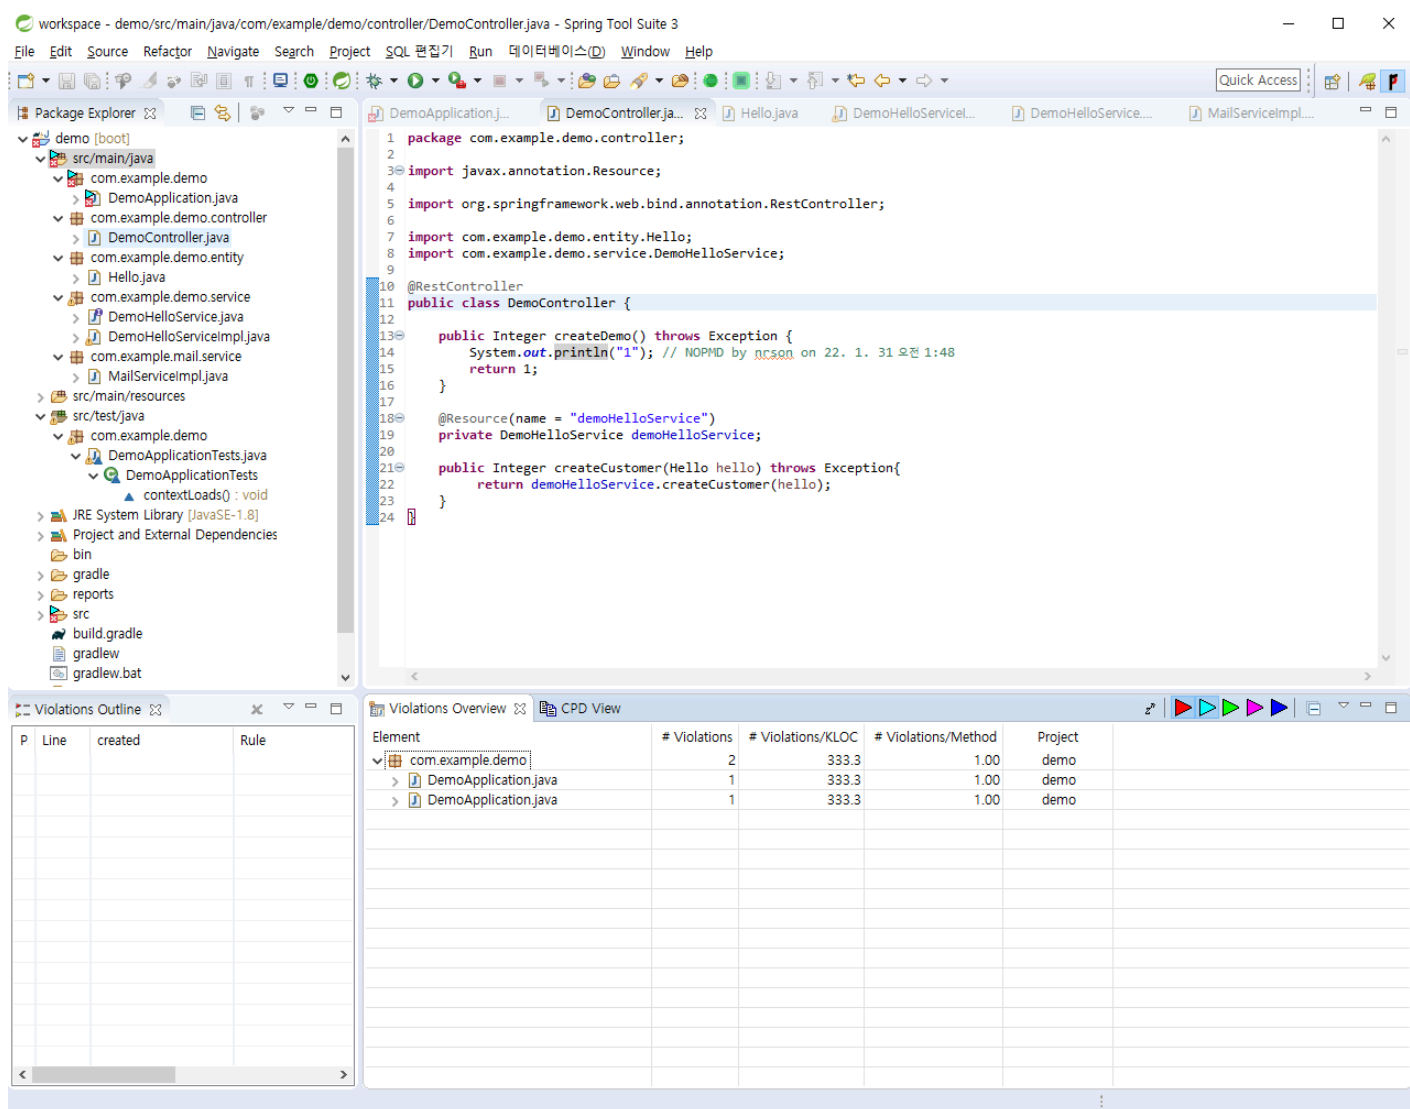 workspace - demo/src/main/java/com/example/demo/controller/DemoController.java - Spring Tool Suite 3
File Edit Source Refactor Navigate Search Project SQL 편집기 Run 데이터베이스(D) Window Help
Quick Access
Package Explorer
demo [boot]
src/main/java
com.example.demo
DemoApplication.java
com.example.demo.controller
DemoController.java
com.example.demo.entity
Hello.java
com.example.demo.service
DemoHelloService.java
DemoHelloServiceImpl.java
com.example.mail.service
MailServiceImpl.java
src/main/resources
src/test/java
com.example.demo
DemoApplicationTests.java
DemoApplicationTests
contextLoads() : void
JRE System Library [JavaSE-1.8]
Project and External Dependencies
bin
gradle
reports
src
build.gradle
gradlew
gradlew.bat
DemoApplication.j... DemoController.ja... Hello.java DemoHelloServiceI... DemoHelloService.... MailServiceImpl....
1 package com.example.demo.controller;
2
3 import javax.annotation.Resource;
4
5 import org.springframework.web.bind.annotation.RestController;
6
7 import com.example.demo.entity.Hello;
8 import com.example.demo.service.DemoHelloService;
9
10 @RestController
11 public class DemoController {
12
13 public Integer createDemo() throws Exception {
14 System.out.println("1"); // NOPMD by nrson on 22. 1. 31 오전 1:48
15 return 1;
16 }
17
18 @Resource(name = "demoHelloService")
19 private DemoHelloService demoHelloService;
20
21 public Integer createCustomer(Hello hello) throws Exception{
22 return demoHelloService.createCustomer(hello);
23 }
24 }
Violations Outline
P Line created Rule
Violations Overview CPD View
Element # Violations # Violations/KLOC # Violations/Method Project
com.example.demo 2 333.3 1.00 demo
DemoApplication.java 1 333.3 1.00 demo
DemoApplication.java 1 333.3 1.00 demo